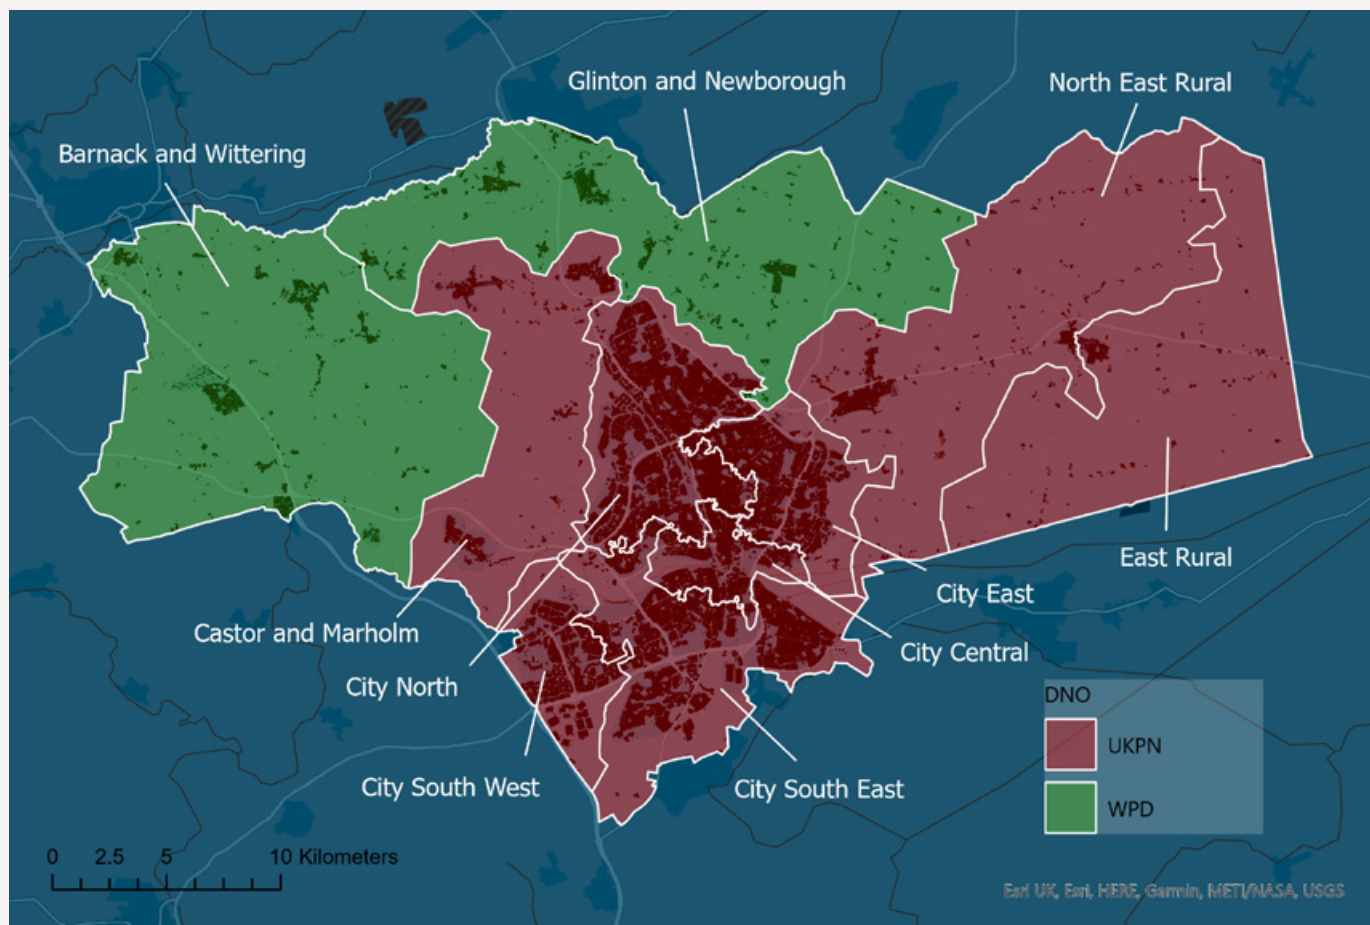 Glinton and Newborough
North East Rural
Barnack and Wittering
East Rural
City East
Castor and Marholm
City Central
City North
City South West
City South East
DNO
UKPN
WPD
0 2.5 5 10 Kilometers
Esri UK, Esri, HERE, Garmin, METI/NASA, USGS